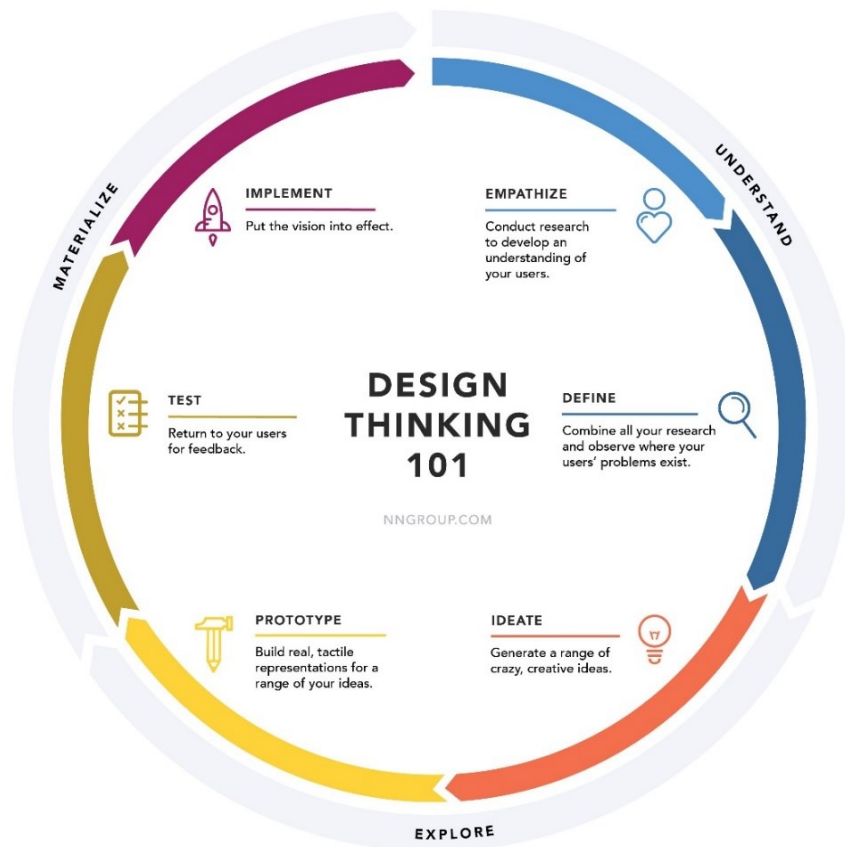 DESIGN
THINKING
101
NNGROUP.COM
UNDERSTAND
EMPATHIZE
Conduct research
to develop an
understanding of
your users.
DEFINE
Combine all your research
and observe where your
users' problems exist.
EXPLORE
IDEATE
Generate a range of
crazy, creative ideas.
PROTOTYPE
Build real, tactile
representations for a
range of your ideas.
MATERIALIZE
TEST
Return to your users
for feedback.
IMPLEMENT
Put the vision into effect.